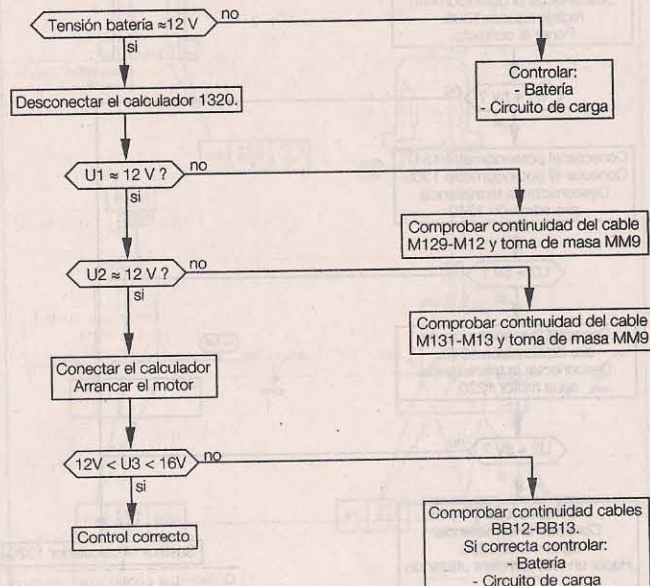 Tensión batería ≈12 V
no
si
Controlar:
- Batería
- Circuito de carga
Desconectar el calculador 1320.
U1 ≈ 12 V ?
no
si
Comprobar continuidad del cable
M129-M12 y toma de masa MM9
U2 ≈ 12 V ?
no
si
Comprobar continuidad del cable
M131-M13 y toma de masa MM9
Conectar el calculador
Arrancar el motor
12V < U3 < 16V
no
si
Control correcto
Comprobar continuidad cables
BB12-BB13.
Si correcta controlar:
- Batería
- Circuito de carga